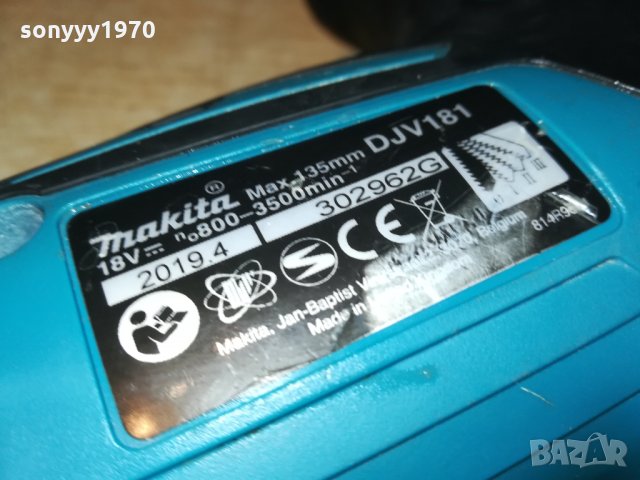 sonyyy1970
makita® Max.135mm DJV181
18V n₀800-3500min⁻¹
2019.4 302962G
Makita, Jan-Baptist Belgium
Made in
BAZAR